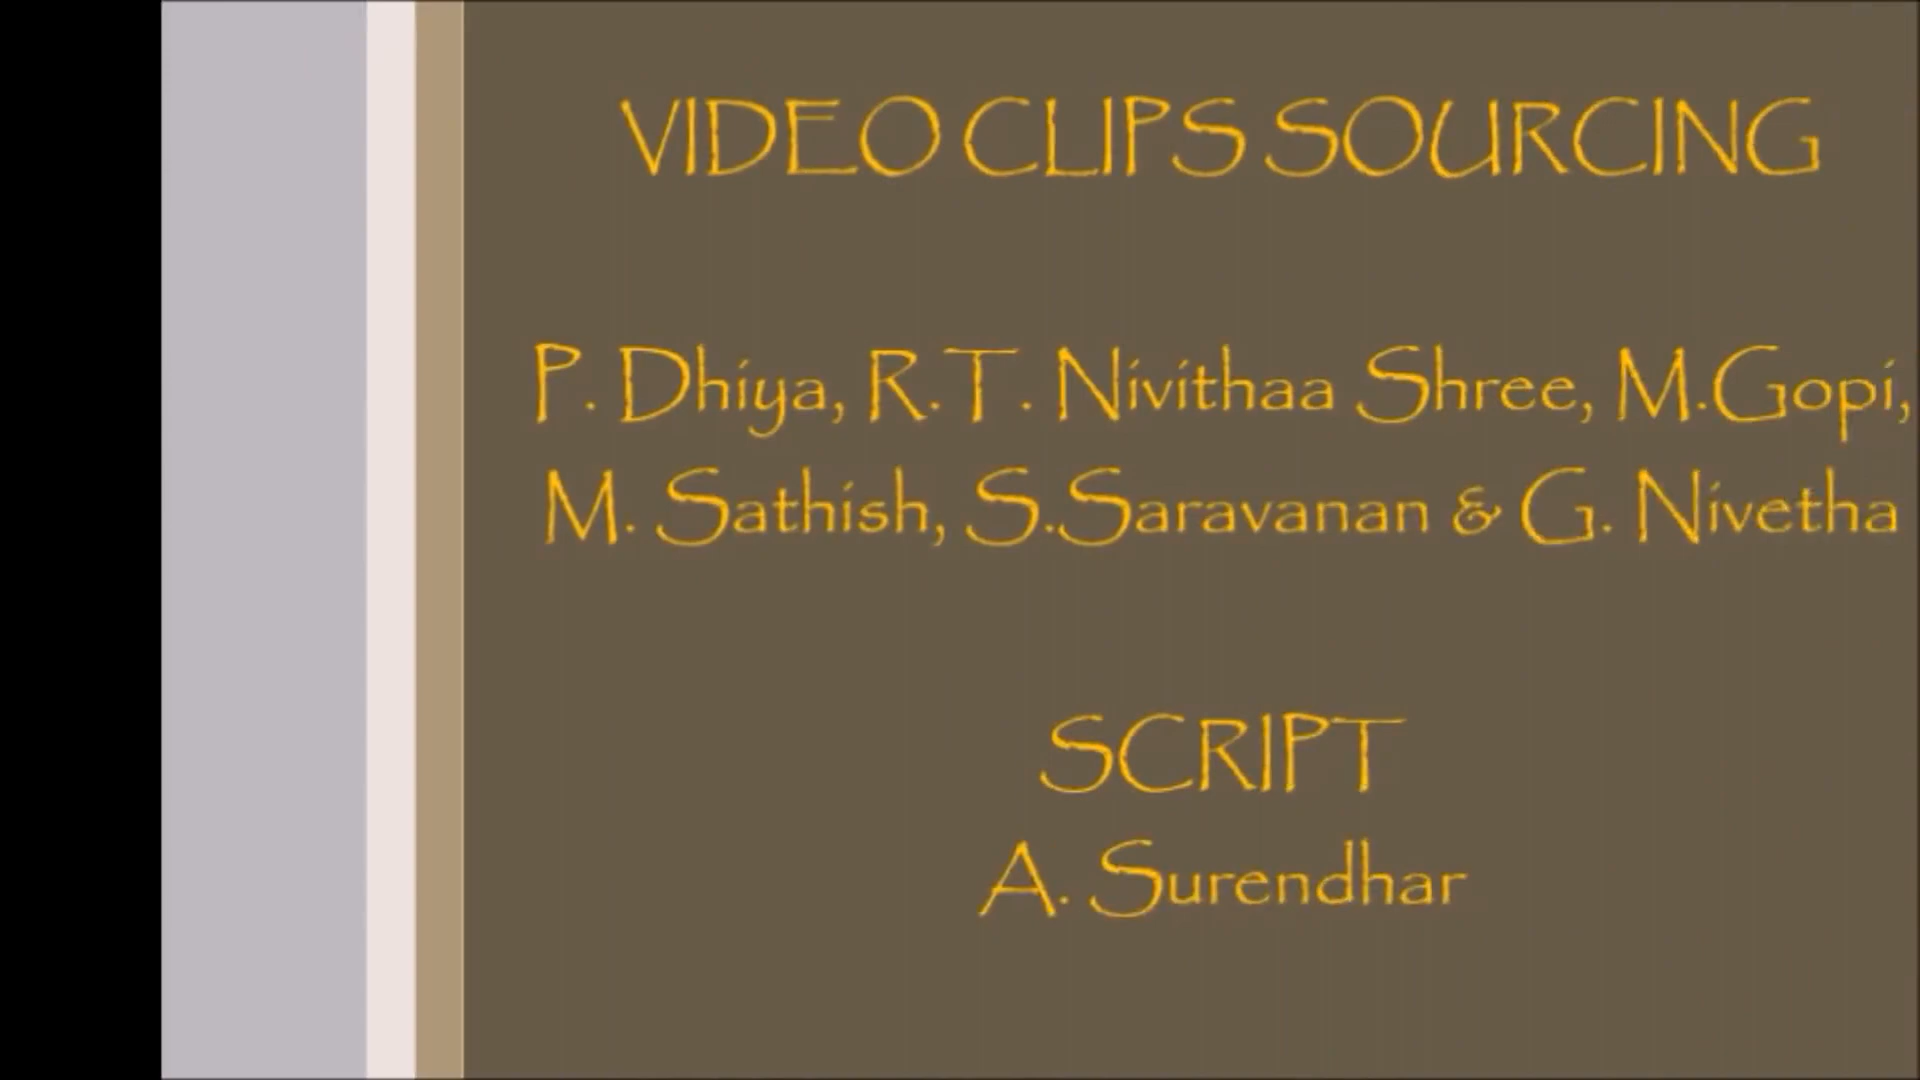 VIDEO CLIPS SOURCING
P. Dhiya, R.T. Nivithaa Shree, M.Gopi,
M. Sathish, S.Saravanan & G. Nivetha
SCRIPT
A. Surendhar